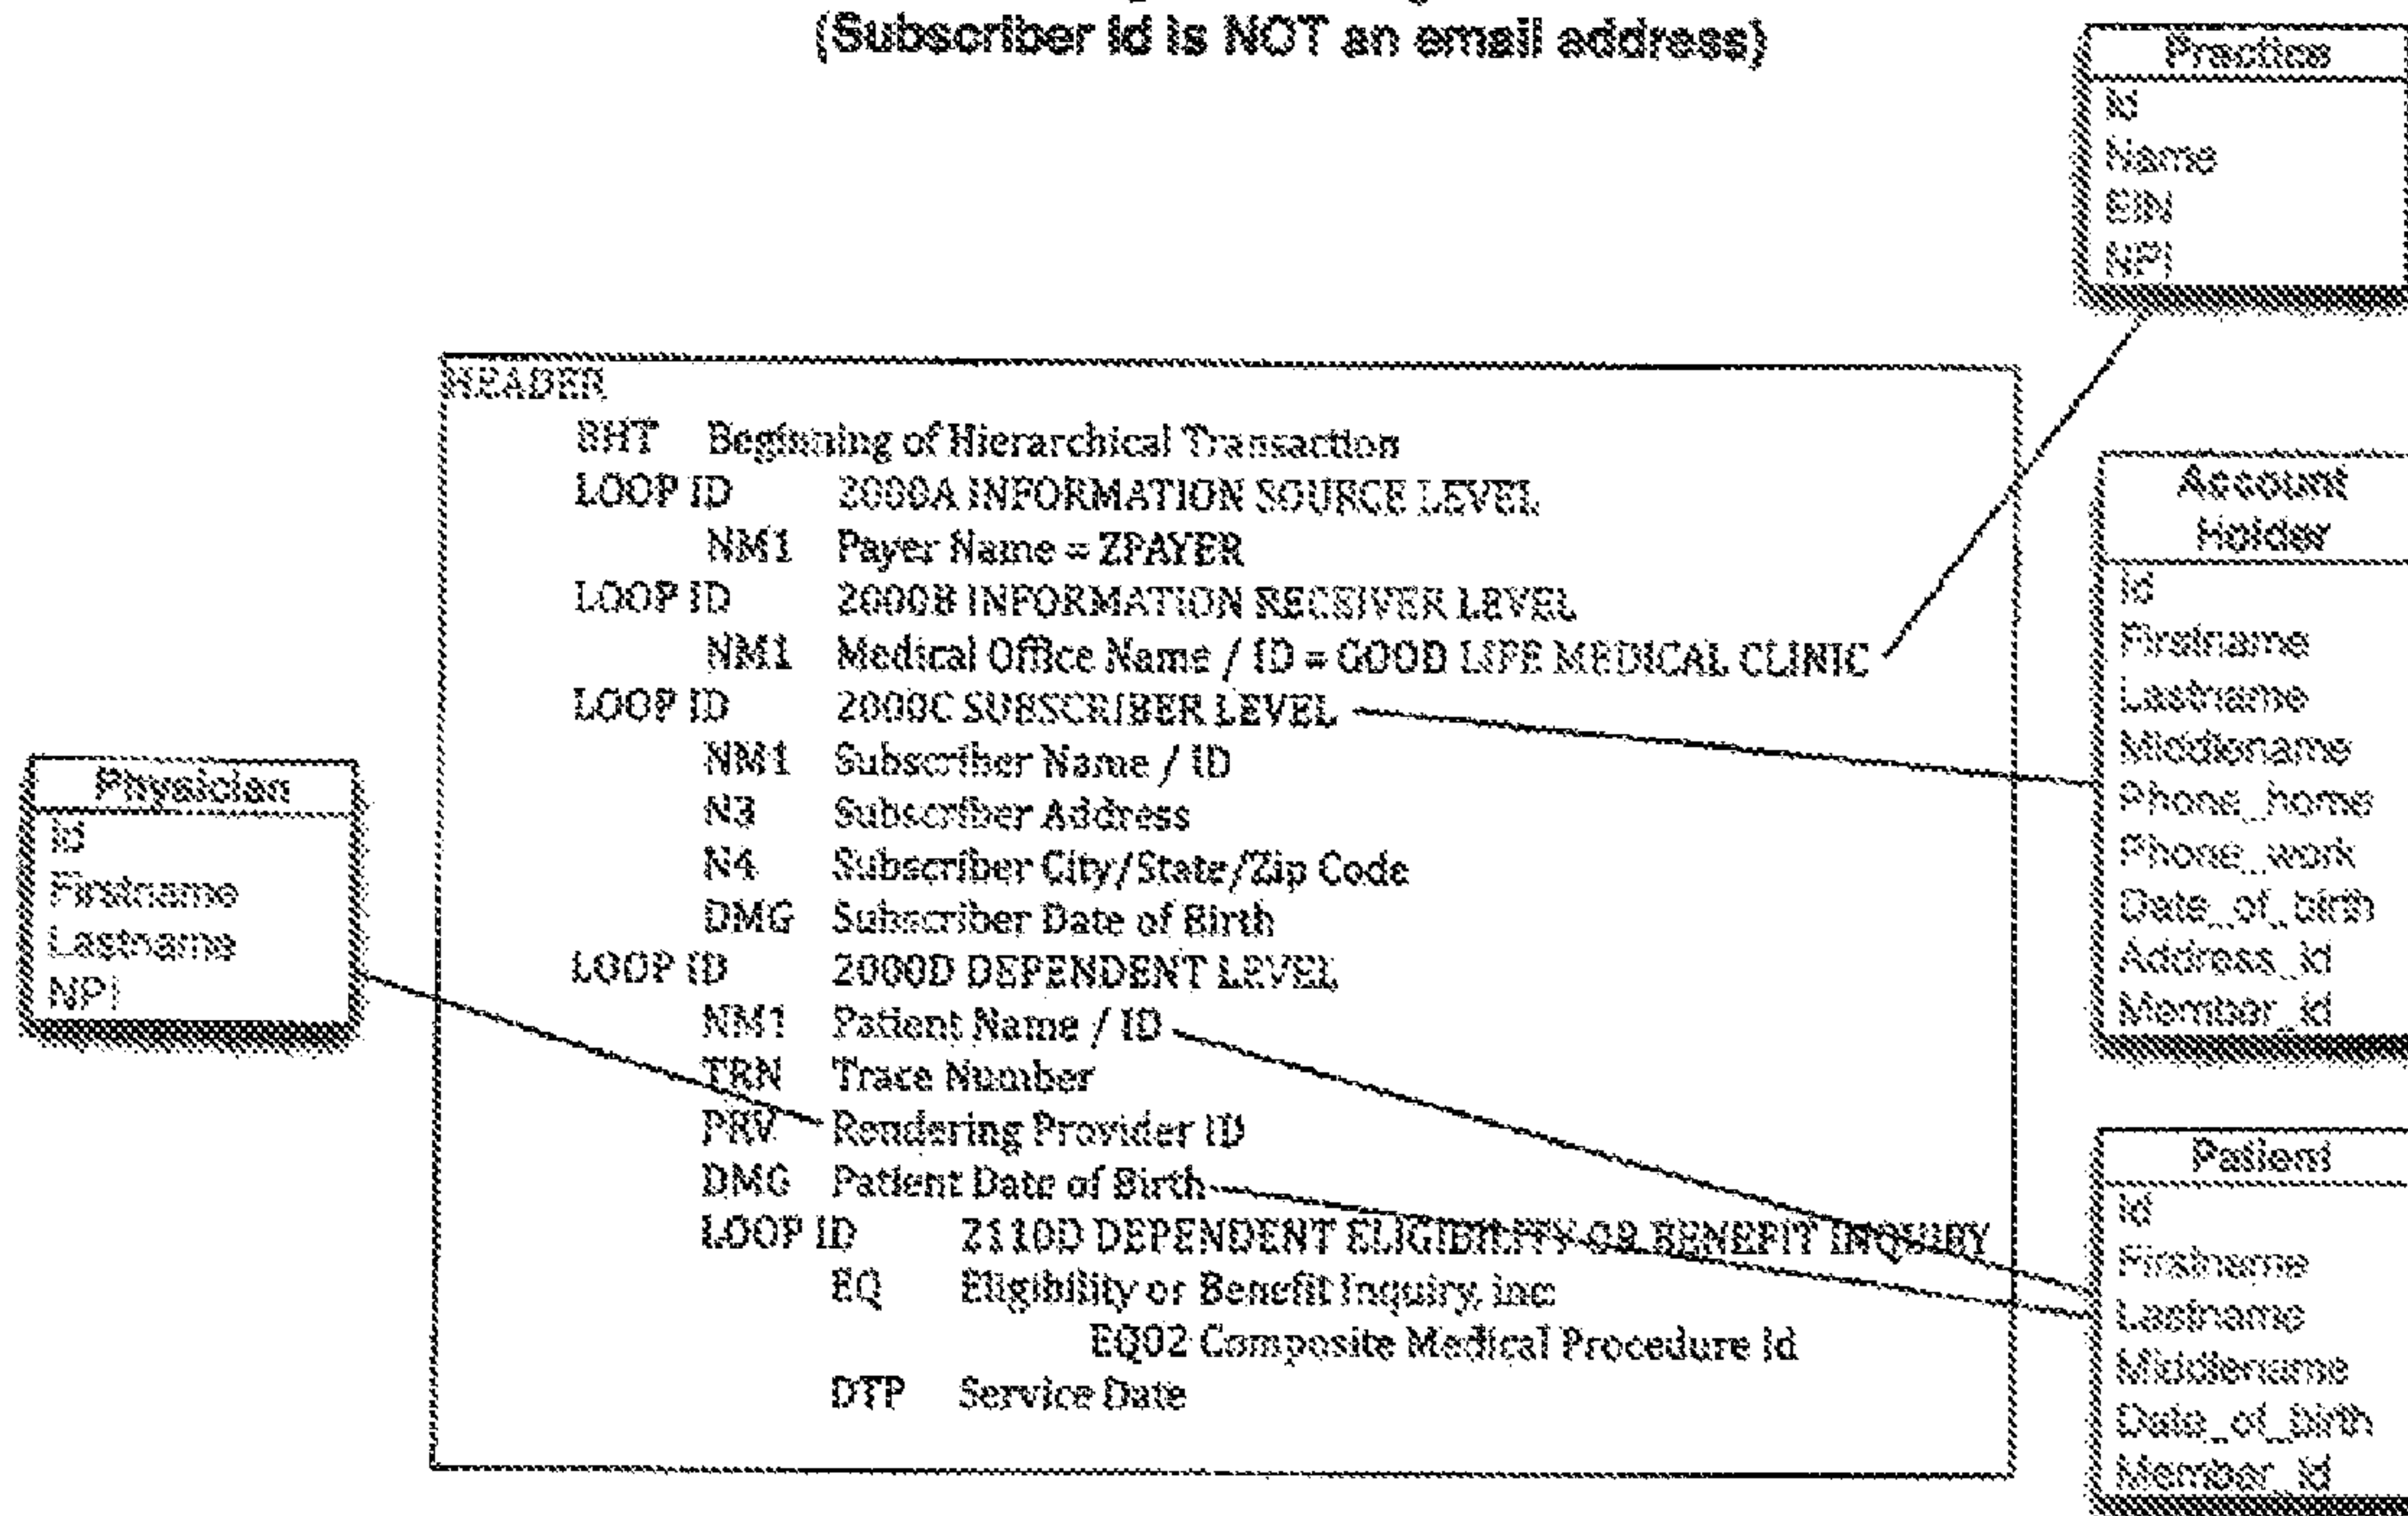 (Subscriber Id is NOT an email address)
Practice
Id
Name
EIN
NPI
HEADER
BHT Beginning of Hierarchical Transaction
LOOP ID 2000A INFORMATION SOURCE LEVEL
NM1 Payer Name = ZPAYER
LOOP ID 2000B INFORMATION RECEIVER LEVEL
NM1 Medical Office Name / ID = GOOD LIFE MEDICAL CLINIC
LOOP ID 2000C SUBSCRIBER LEVEL
NM1 Subscriber Name / ID
N3 Subscriber Address
N4 Subscriber City/State/Zip Code
DMG Subscriber Date of Birth
LOOP ID 2000D DEPENDENT LEVEL
NM1 Patient Name / ID
TRN Trace Number
PRV Rendering Provider ID
DMG Patient Date of Birth
LOOP ID 2110D DEPENDENT ELIGIBILITY OR BENEFIT INQUIRY
EQ Eligibility or Benefit Inquiry, inc:
EQ02 Composite Medical Procedure Id
DTP Service Date
Physician
Id
Firstname
Lastname
NPI
Account
Holder
Id
Firstname
Lastname
Middlename
Phone_home
Phone_work
Date_of_birth
Address_id
Member_id
Patient
Id
Firstname
Lastname
Middlename
Date_of_birth
Member_id